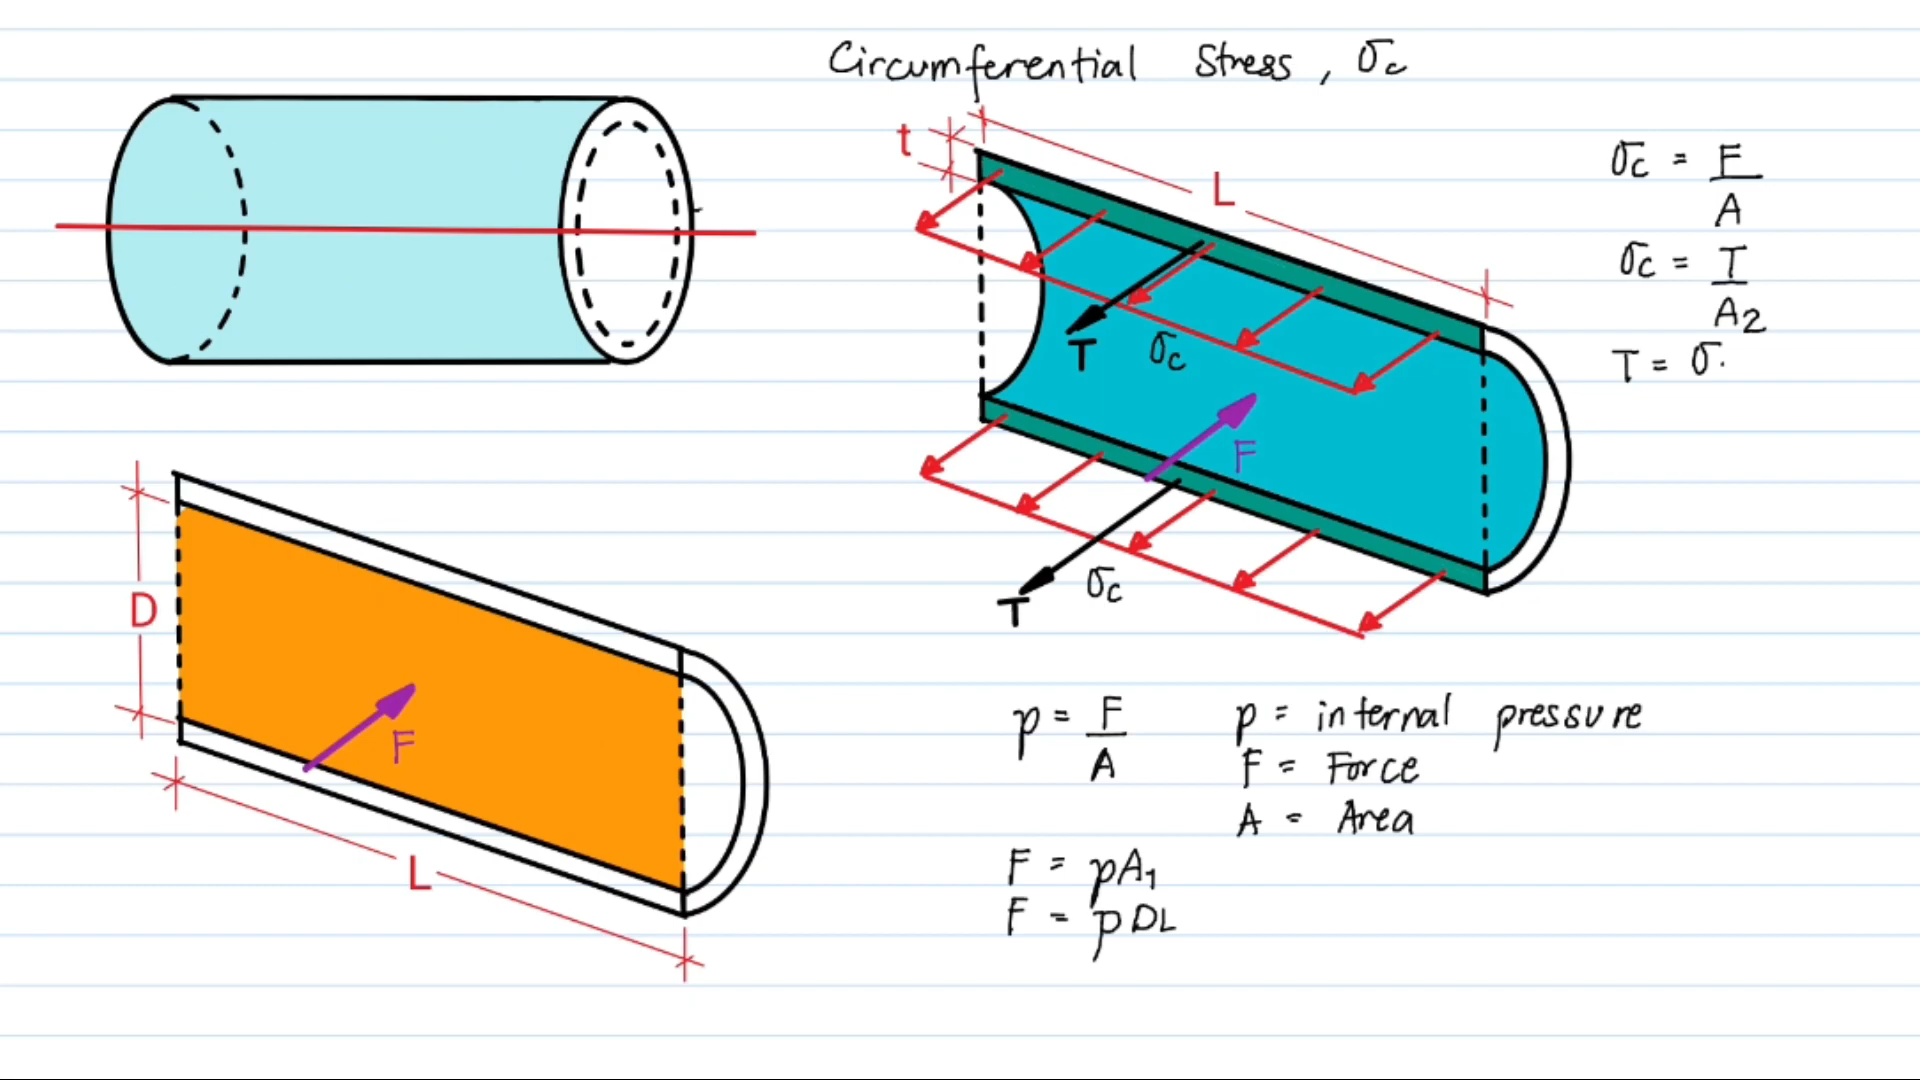 Circumferential Stress, σc
t
L
σc = F
A
σc = T
A2
T = σ.
T
σc
F
T
σc
D
F
L
p = F
A
p = internal pressure
F = Force
A = Area
F = pA1
F = pDL